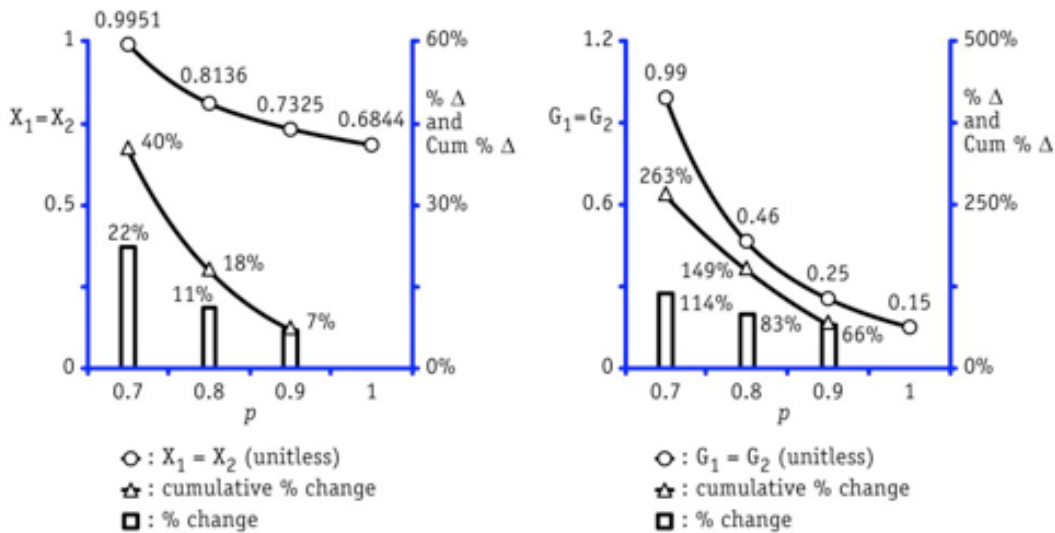 0.9951
1
60%
0.8136
% Δ
and
Cum % Δ
0.7325
0.6844
X1=X2
40%
0.5
30%
22%
18%
11%
7%
0
0%
0.7
0.8
0.9
1
p
: X1 = X2 (unitless)
: cumulative % change
: % change
1.2
500%
0.99
% Δ
and
Cum % Δ
G1=G2
263%
0.6
250%
0.46
149%
0.25
114%
83%
66%
0.15
0
0%
0.7
0.8
0.9
1
p
: G1 = G2 (unitless)
: cumulative % change
: % change